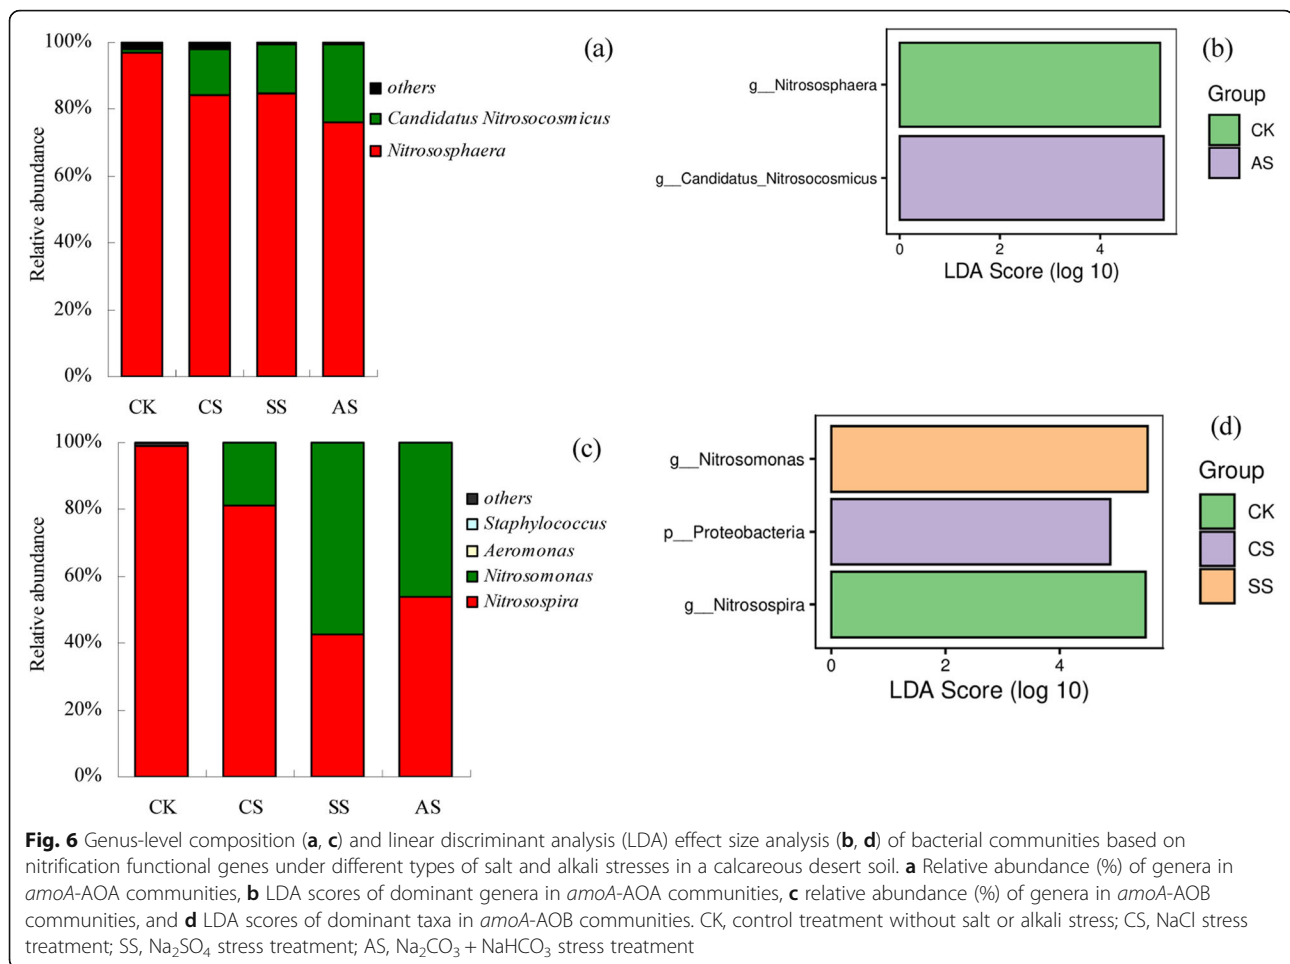 100%
80%
60%
40%
20%
0%
Relative abundance
CK
CS
SS
AS
(a)
others
Candidatus Nitrosocosmicus
Nitrososphaera
(b)
g__Nitrososphaera
g__Candidatus_Nitrosocosmicus
0
2
4
LDA Score (log 10)
Group
CK
AS
100%
80%
60%
40%
20%
0%
Relative abundance
CK
CS
SS
AS
(c)
others
Staphylococcus
Aeromonas
Nitrosomonas
Nitrosospira
(d)
g__Nitrosomonas
p__Proteobacteria
g__Nitrosospira
0
2
4
LDA Score (log 10)
Group
CK
CS
SS
Fig. 6 Genus-level composition (a, c) and linear discriminant analysis (LDA) effect size analysis (b, d) of bacterial communities based on
nitrification functional genes under different types of salt and alkali stresses in a calcareous desert soil. a Relative abundance (%) of genera in
amoA-AOA communities, b LDA scores of dominant genera in amoA-AOA communities, c relative abundance (%) of genera in amoA-AOB
communities, and d LDA scores of dominant taxa in amoA-AOB communities. CK, control treatment without salt or alkali stress; CS, NaCl stress
treatment; SS, Na₂SO₄ stress treatment; AS, Na₂CO₃ + NaHCO₃ stress treatment